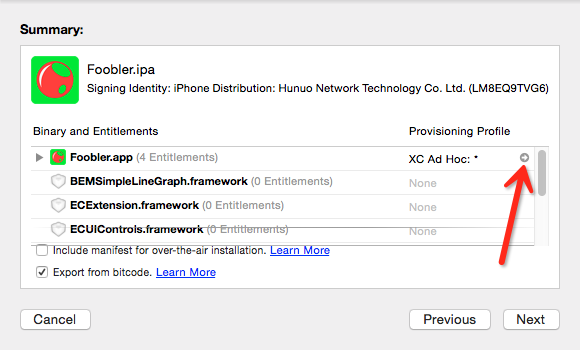 Summary:
Foobler.ipa
Signing Identity: iPhone Distribution: Hunuo Network Technology Co. Ltd. (LM8EQ9TVG6)
Binary and Entitlements Provisioning Profile
Foobler.app (4 Entitlements) XC Ad Hoc: *
BEMSimpleLineGraph.framework (0 Entitlements) None
ECExtension.framework (0 Entitlements) None
ECUIControls.framework (0 Entitlements) None
Include manifest for over-the-air installation. Learn More
Export from bitcode. Learn More
Cancel Previous Next